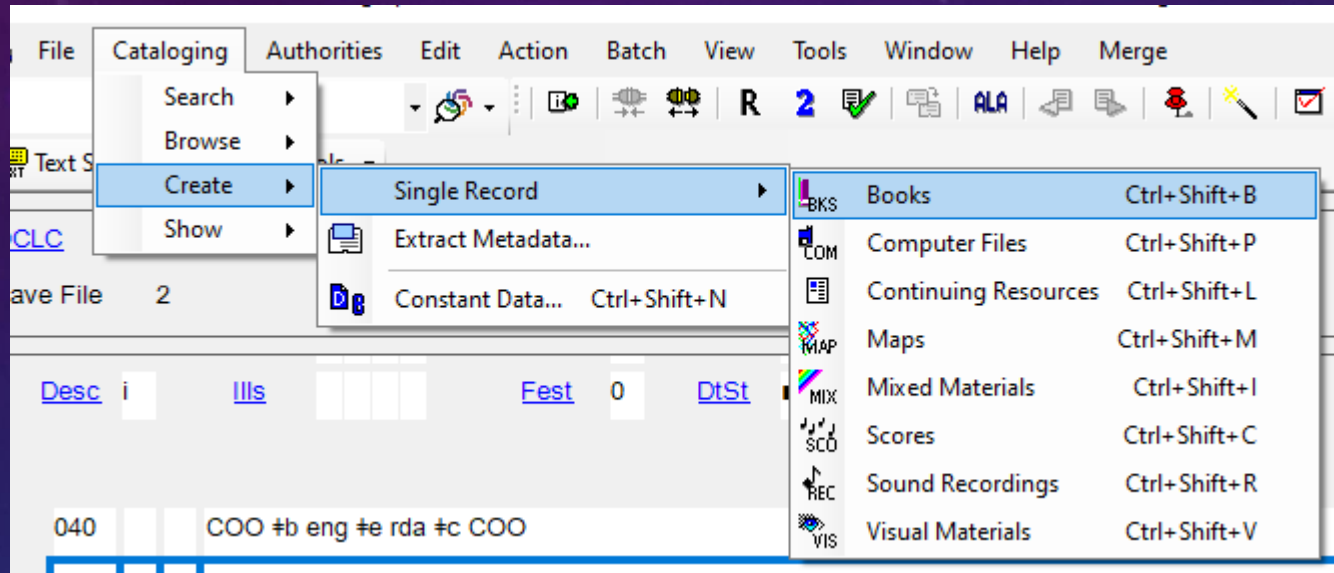 File Cataloging Authorities Edit Action Batch View Tools Window Help Merge
Search
R 2 ALA
Browse
Text S
Create
Single Record
Books Ctrl+Shift+B
BKS
Show
OCLC
Extract Metadata...
Computer Files Ctrl+Shift+P
COM
ave File 2
Constant Data... Ctrl+Shift+N
Continuing Resources Ctrl+Shift+L
Maps Ctrl+Shift+M
MAP
Desc i Ills Fest 0 DtSt
Mixed Materials Ctrl+Shift+I
MIX
Scores Ctrl+Shift+C
SCO
Sound Recordings Ctrl+Shift+R
REC
040 COO ǂb eng ǂe rda ǂc COO
Visual Materials Ctrl+Shift+V
VIS